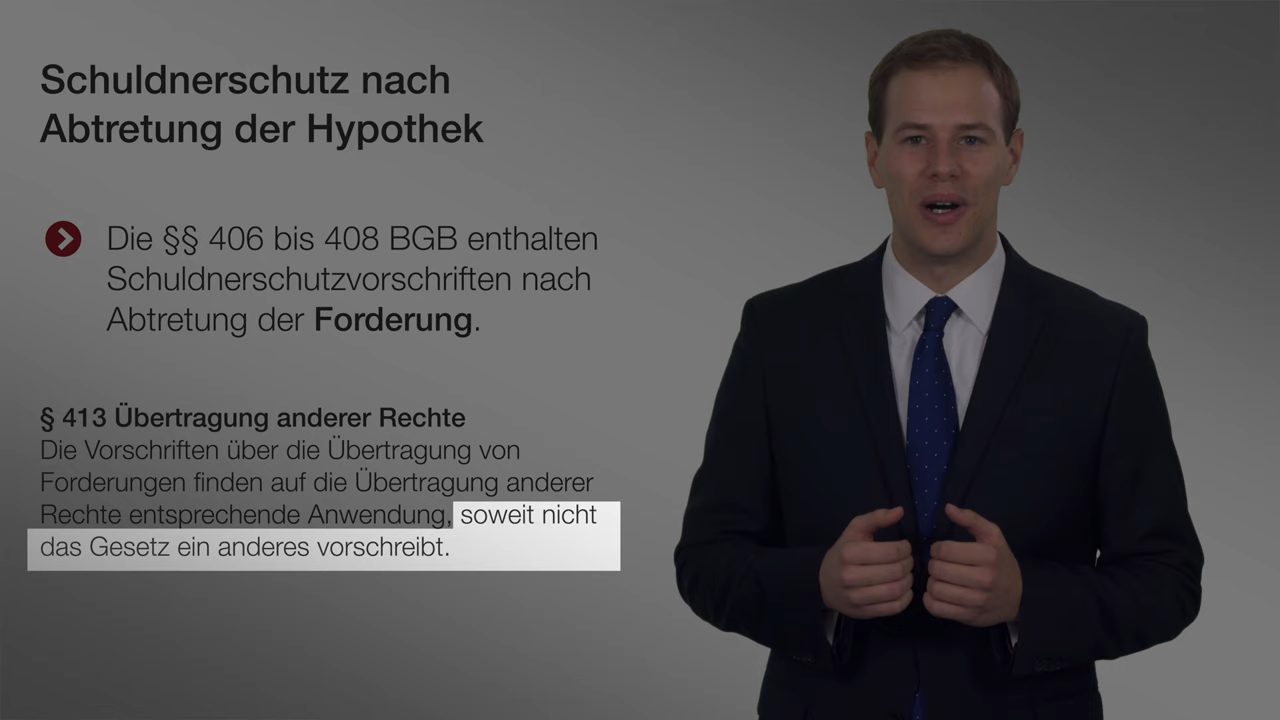 Schuldnerschutz nach
Abtretung der Hypothek
Die §§ 406 bis 408 BGB enthalten
Schuldnerschutzvorschriften nach
Abtretung der Forderung.
§ 413 Übertragung anderer Rechte
Die Vorschriften über die Übertragung von
Forderungen finden auf die Übertragung anderer
Rechte entsprechende Anwendung, soweit nicht
das Gesetz ein anderes vorschreibt.